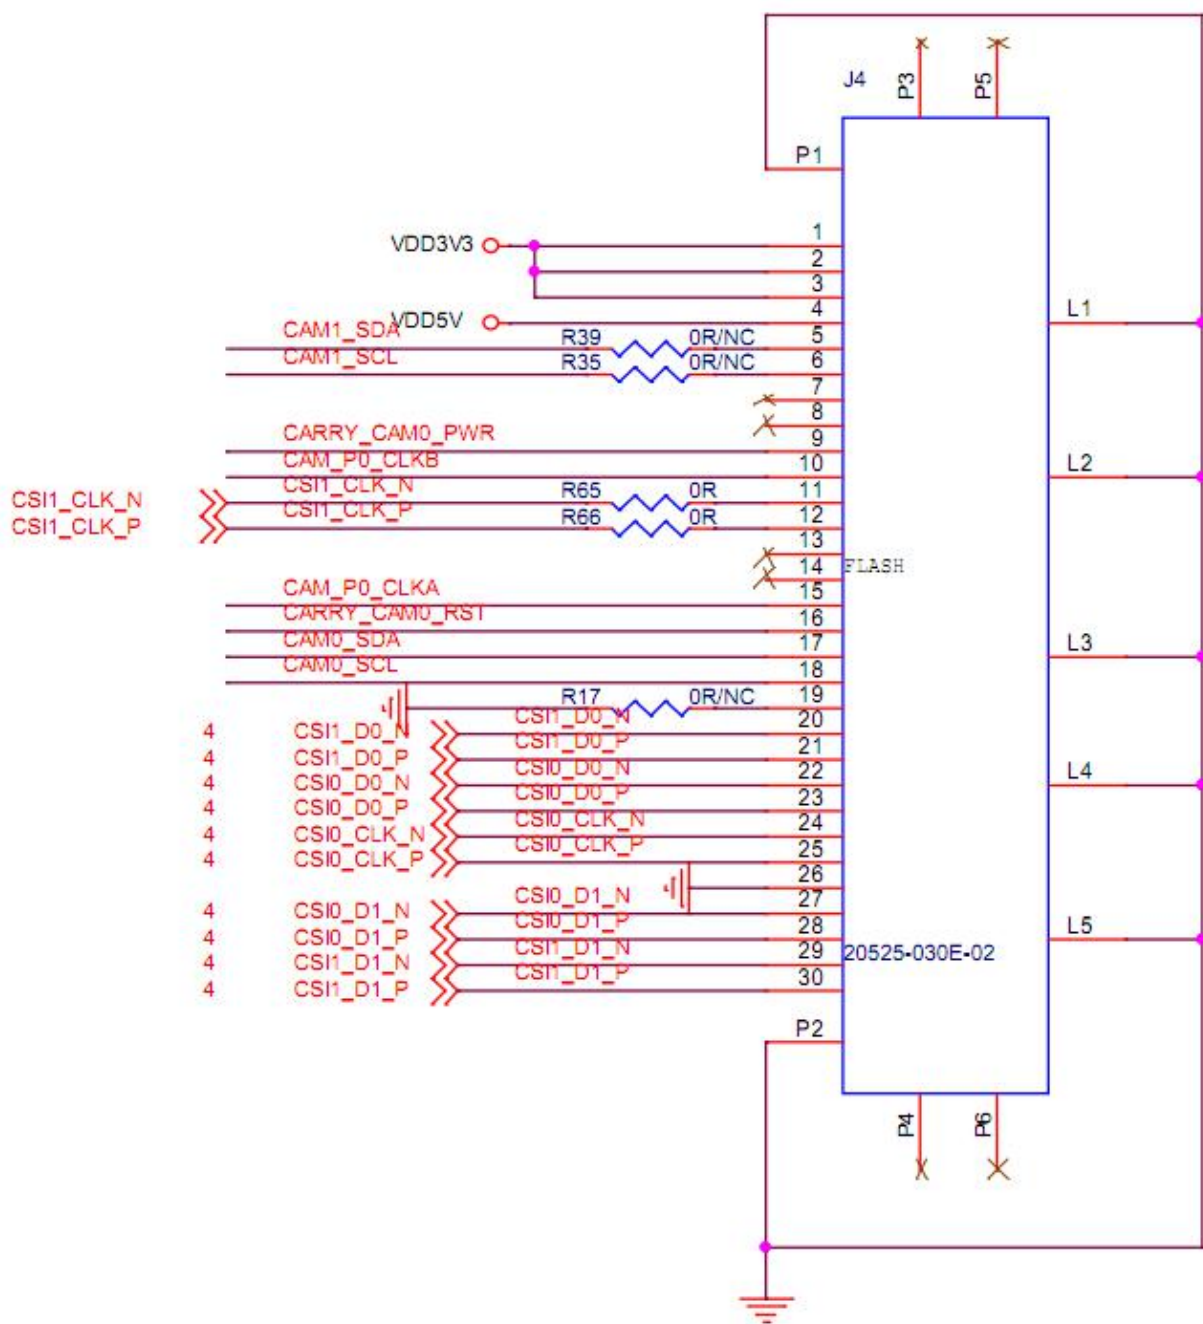 J4
P3
P5
P1
VDD3V3
1
2
3
VDD5V
4
CAM1_SDA
R39
0R/NC
5
CAM1_SCL
R35
0R/NC
6
7
8
CARRY_CAM0_PWR
9
CAM_P0_CLKB
10
CSI1_CLK_N
CSI1_CLK_N
R65
0R
11
CSI1_CLK_P
CSI1_CLK_P
R66
0R
12
13
14
FLASH
CAM_P0_CLKA
15
CARRY_CAM0_RST
16
CAM0_SDA
17
CAM0_SCL
18
R17
0R/NC
19
4
CSI1_D0_N
CSI1_D0_N
20
4
CSI1_D0_P
CSI1_D0_P
21
4
CSI0_D0_N
CSI0_D0_N
22
4
CSI0_D0_P
CSI0_D0_P
23
4
CSI0_CLK_N
CSI0_CLK_N
24
4
CSI0_CLK_P
CSI0_CLK_P
25
26
4
CSI0_D1_N
CSI0_D1_N
27
4
CSI0_D1_P
CSI0_D1_P
28
4
CSI1_D1_N
CSI1_D1_N
29
20525-030E-02
4
CSI1_D1_P
CSI1_D1_P
30
P2
L1
L2
L3
L4
L5
P4
P6